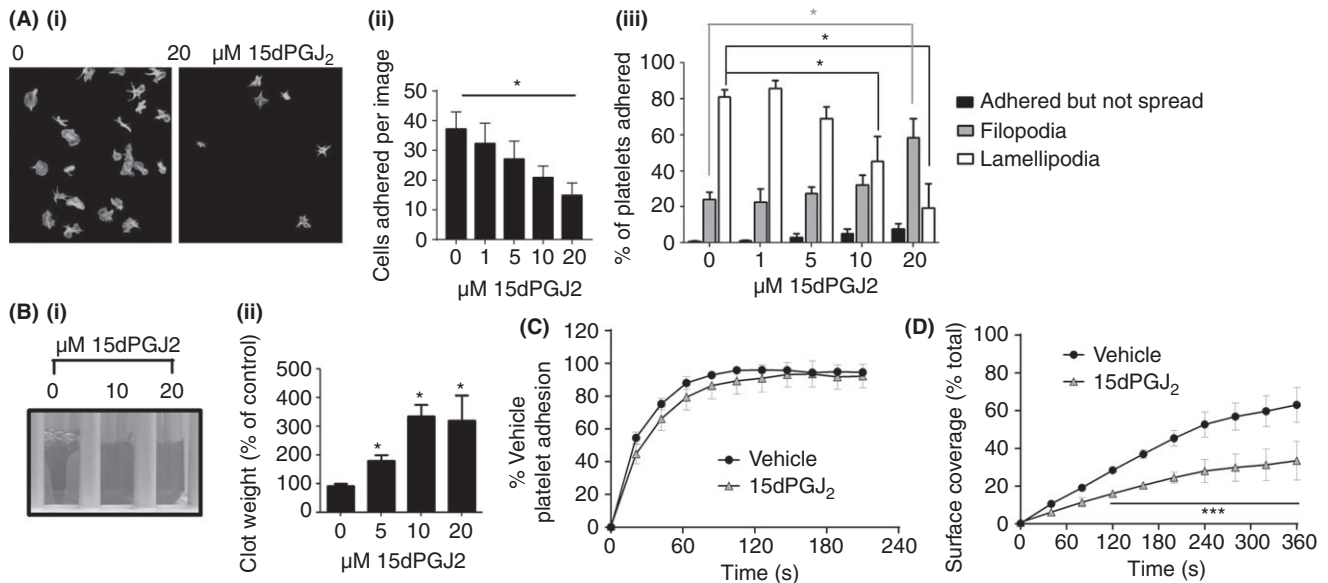 (A) (i)
0 20 µM 15dPGJ2
(ii)
Cells adhered per image
50
40
30
20
10
0
*
0 1 5 10 20
µM 15dPGJ2
(iii)
% of platelets adhered
100
80
60
40
20
0
*
*
*
0 1 5 10 20
µM 15dPGJ2
Adhered but not spread
Filopodia
Lamellipodia
(B) (i)
µM 15dPGJ2
0 10 20
(ii)
Clot weight (% of control)
500
400
300
200
100
0
* * *
0 5 10 20
µM 15dPGJ2
(C)
% Vehicle
platelet adhesion
120
100
80
60
40
20
0
Vehicle
15dPGJ2
0 60 120 180 240
Time (s)
(D)
Surface coverage (% total)
100
80
60
40
20
0
Vehicle
15dPGJ2
***
0 60 120 180 240 300 360
Time (s)